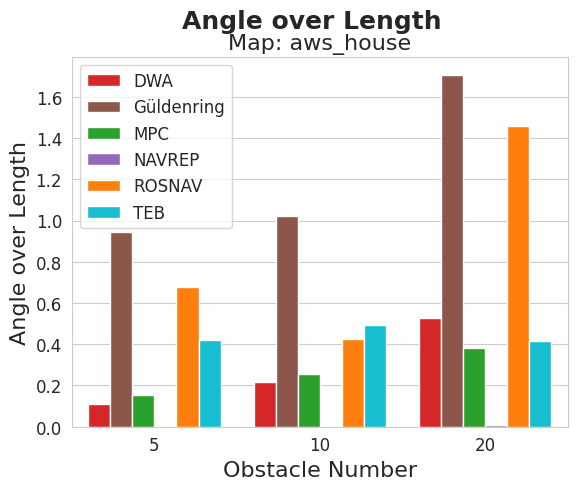 Angle over Length
Map: aws_house
DWA
Güldenring
MPC
NAVREP
ROSNAV
TEB
Angle over Length
1.6
1.4
1.2
1.0
0.8
0.6
0.4
0.2
0.0
5 10 20
Obstacle Number